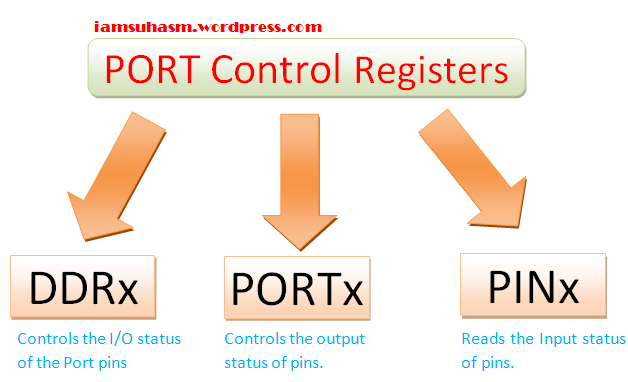 iamsuhasm.wordpress.com
PORT Control Registers
DDRx
Controls the I/O status
of the Port pins
PORTx
Controls the output
status of pins.
PINx
Reads the Input status
of pins.